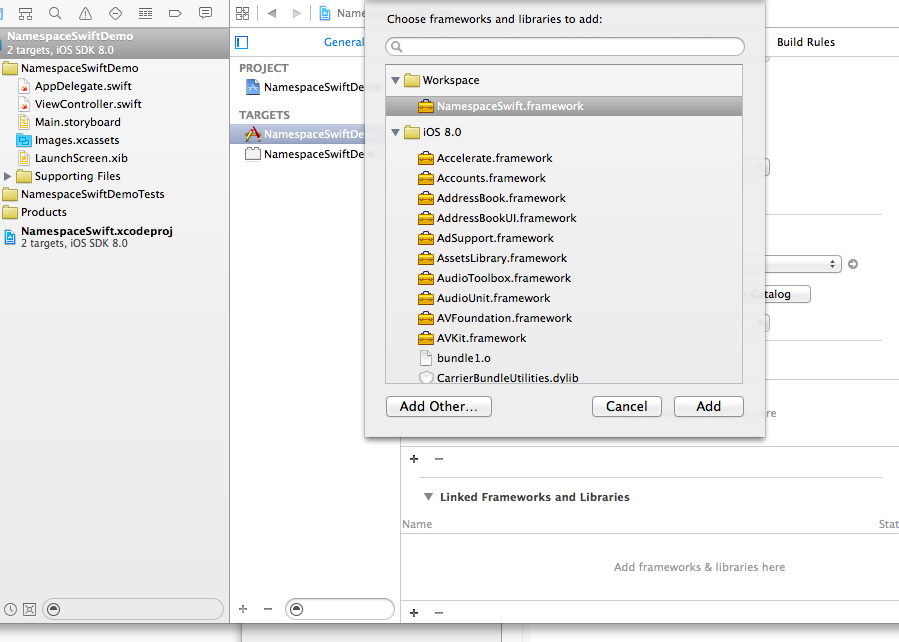 Choose frameworks and libraries to add:
NamespaceSwiftDemo
2 targets, iOS SDK 8.0
NamespaceSwiftDemo
AppDelegate.swift
ViewController.swift
Main.storyboard
Images.xcassets
LaunchScreen.xib
Supporting Files
NamespaceSwiftDemoTests
Products
NamespaceSwift.xcodeproj
2 targets, iOS SDK 8.0
General
Build Rules
PROJECT
NamespaceSwiftDe
TARGETS
NamespaceSwiftDe
NamespaceSwiftDe
Workspace
NamespaceSwift.framework
iOS 8.0
Accelerate.framework
Accounts.framework
AddressBook.framework
AddressBookUI.framework
AdSupport.framework
AssetsLibrary.framework
AudioToolbox.framework
AudioUnit.framework
AVFoundation.framework
AVKit.framework
bundle1.o
CarrierBundleUtilities.dylib
Add Other...
Cancel
Add
Catalog
Linked Frameworks and Libraries
Name
Stat
Add frameworks & libraries here